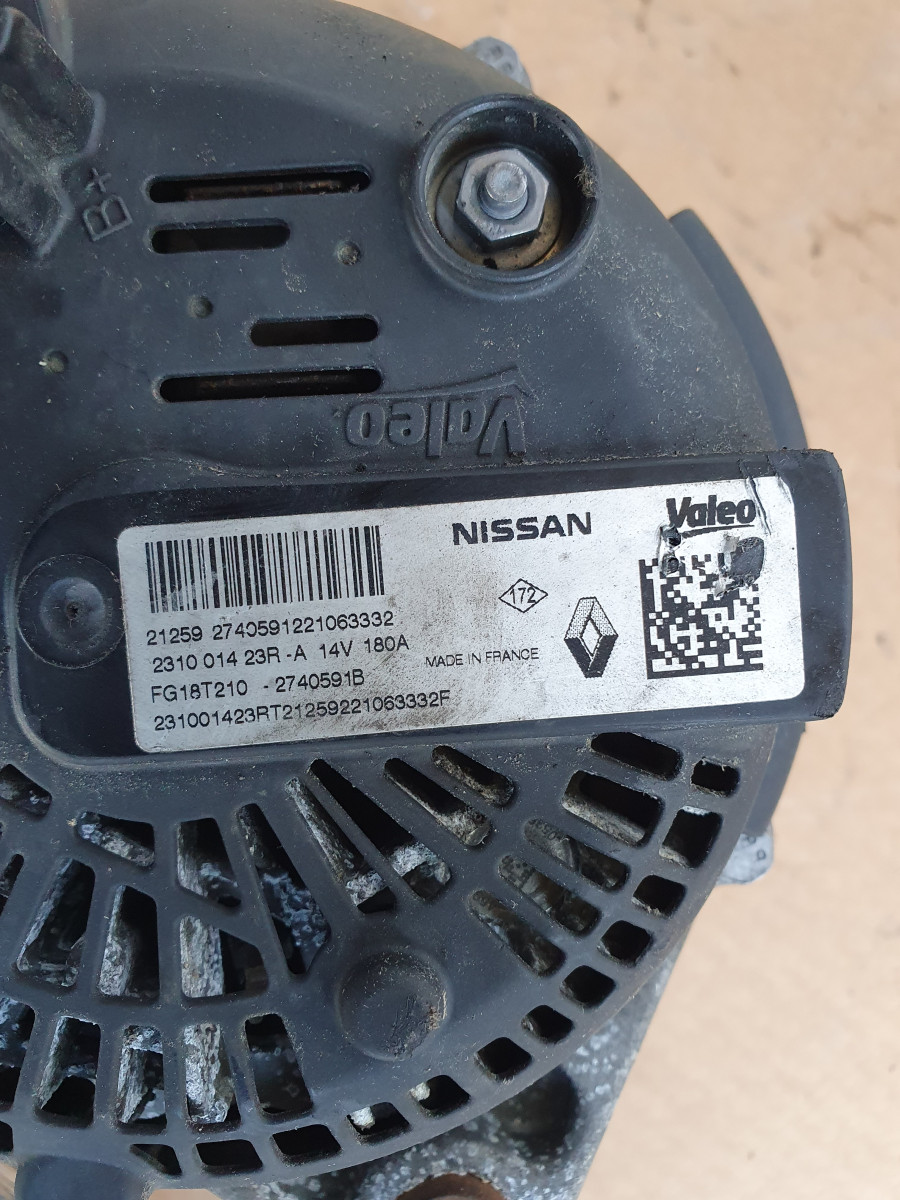 B+
Valeo
NISSAN
Valeo
172
21259 2740591221063332
2310 014 23R -A 14V 180A
MADE IN FRANCE
FG18T210 - 2740591B
231001423RT21259221063332F